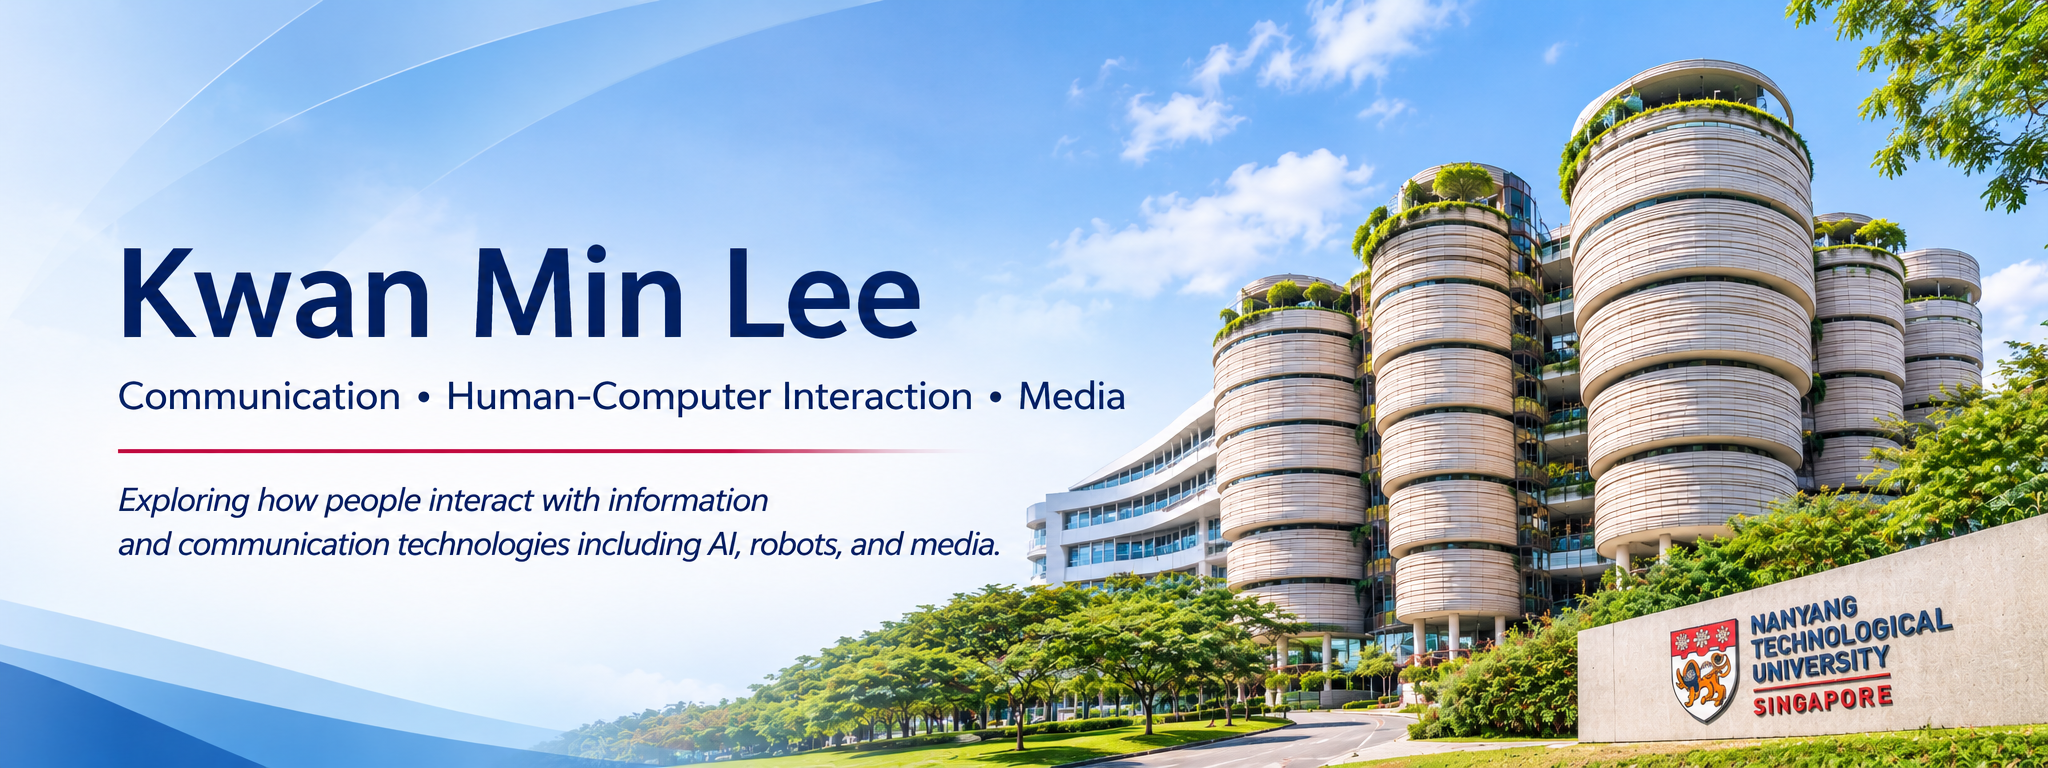 Kwan Min Lee
Communication • Human-Computer Interaction • Media
Exploring how people interact with information
and communication technologies including AI, robots, and media.
NANYANG
TECHNOLOGICAL
UNIVERSITY
SINGAPORE